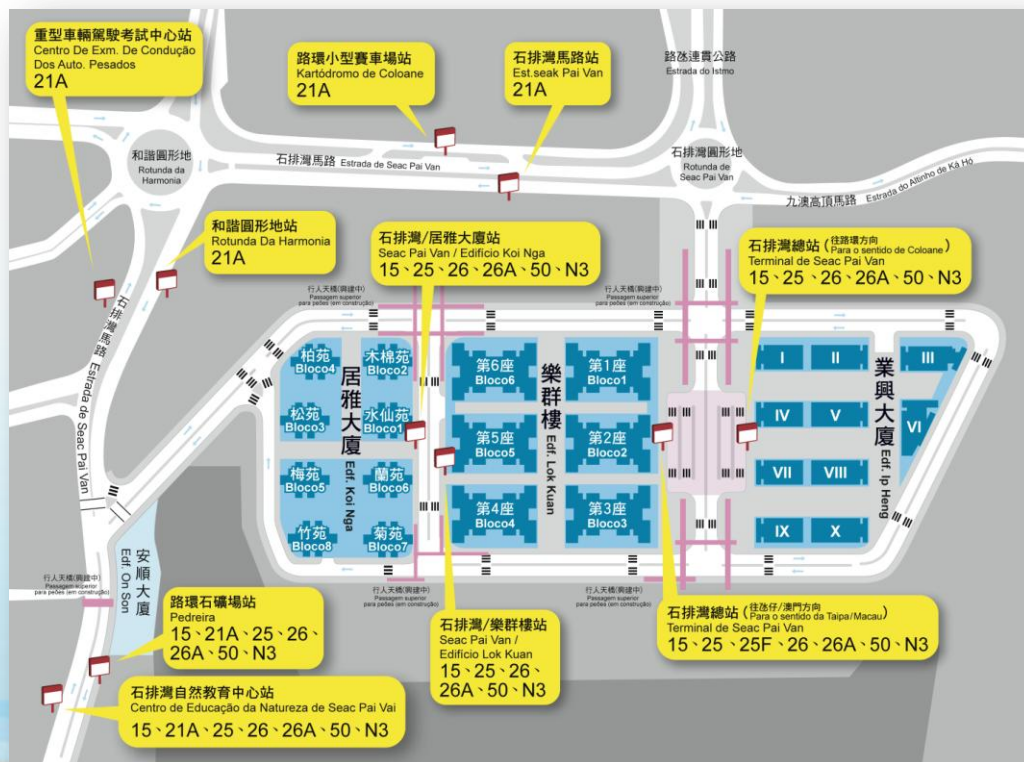 重型車輛駕駛考試中心站
Centro De Exm. De Condução
Dos Auto. Pesados
21A
路環小型賽車場站
Kartódromo de Coloane
21A
石排灣馬路站
Est.seak Pai Van
21A
路氹連貫公路
Estrada do Istmo
和諧圓形地
Rotunda da
Harmonia
石排灣馬路 Estrada de Seac Pai Van
石排灣圓形地
Rotunda de
Seac Pai Van
九澳高頂馬路 Estrada do Altinho de Ká Hó
和諧圓形地站
Rotunda Da Harmonia
21A
石排灣/居雅大廈站
Seac Pai Van / Edifício Koi Nga
15、25、26、26A、50、N3
石排灣總站 (往路環方向 Para o sentido de Coloane)
Terminal de Seac Pai Van
15、25、26、26A、50、N3
行人天橋(興建中)
Passagem superior
para peões (em construção)
行人天橋(興建中)
Passagem superior
para peões (em construção)
石排灣馬路 Estrada de Seac Pai Van
柏苑
Bloco4
木棉苑
Bloco2
松苑
Bloco3
水仙苑
Bloco1
梅苑
Bloco5
蘭苑
Bloco6
竹苑
Bloco8
菊苑
Bloco7
居雅大廈 Edf. Koi Nga
第6座
Bloco6
第1座
Bloco1
第5座
Bloco5
第2座
Bloco2
第4座
Bloco4
第3座
Bloco3
樂群樓 Edf. Lok Kuan
I
II
III
IV
V
VI
VII
VIII
IX
X
業興大廈 Edf. Ip Heng
安順大廈
Edf. On Son
行人天橋(興建中)
Passagem superior
para peões (em construção)
行人天橋(興建中)
Passagem superior
para peões (em construção)
行人天橋(興建中)
Passagem superior
para peões (em construção)
路環石礦場站
Pedreira
15、21A、25、26、
26A、50、N3
石排灣/樂群樓站
Seac Pai Van /
Edifício Lok Kuan
15、25、26、
26A、50、N3
石排灣總站 (往氹仔/澳門方向 Para o sentido da Taipa/Macau)
Terminal de Seac Pai Van
15、25、25F、26、26A、50、N3
石排灣自然教育中心站
Centro de Educação da Natureza de Seac Pai Vai
15、21A、25、26、26A、50、N3